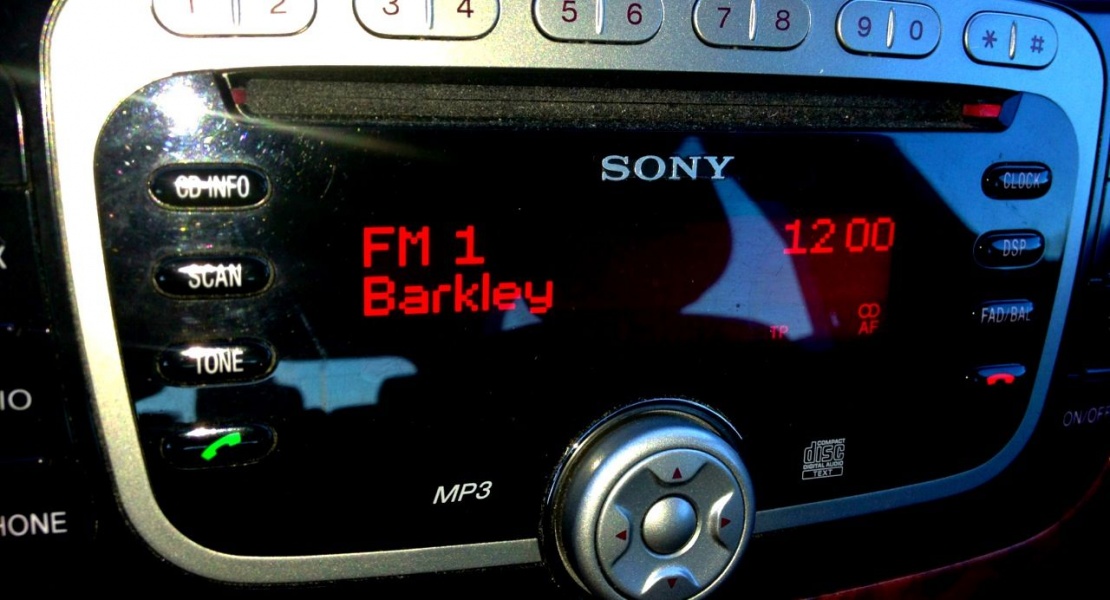 1 2 3 4 5 6 7 8 9 0 * #
SONY
CD-INFO
CLOCK
FM 1 12 00
SCAN
DSP
Barkley
TP
AF
FAD/BAL
TONE
MP3
COMPACT
disc
DIGITAL AUDIO
TEXT
ON/OFF
HONE